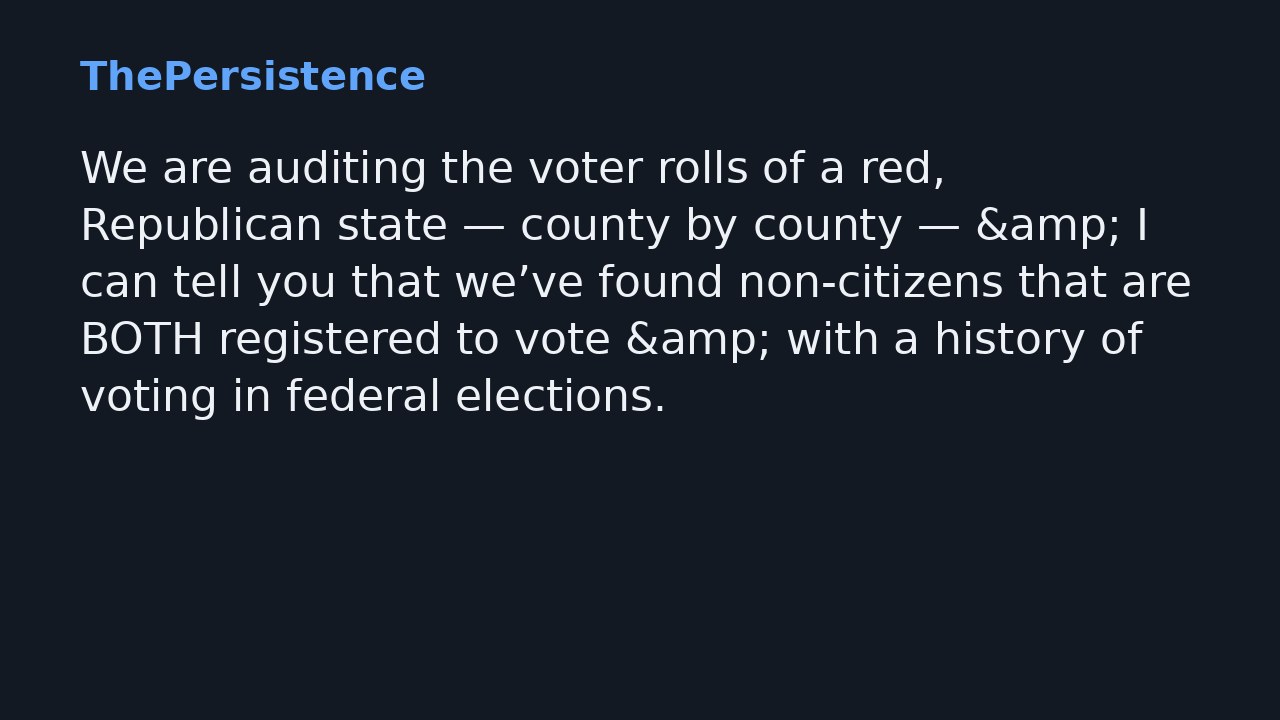 ThePersistence
We are auditing the voter rolls of a red,
Republican state — county by county — &amp; I
can tell you that we’ve found non-citizens that are
BOTH registered to vote &amp; with a history of
voting in federal elections.